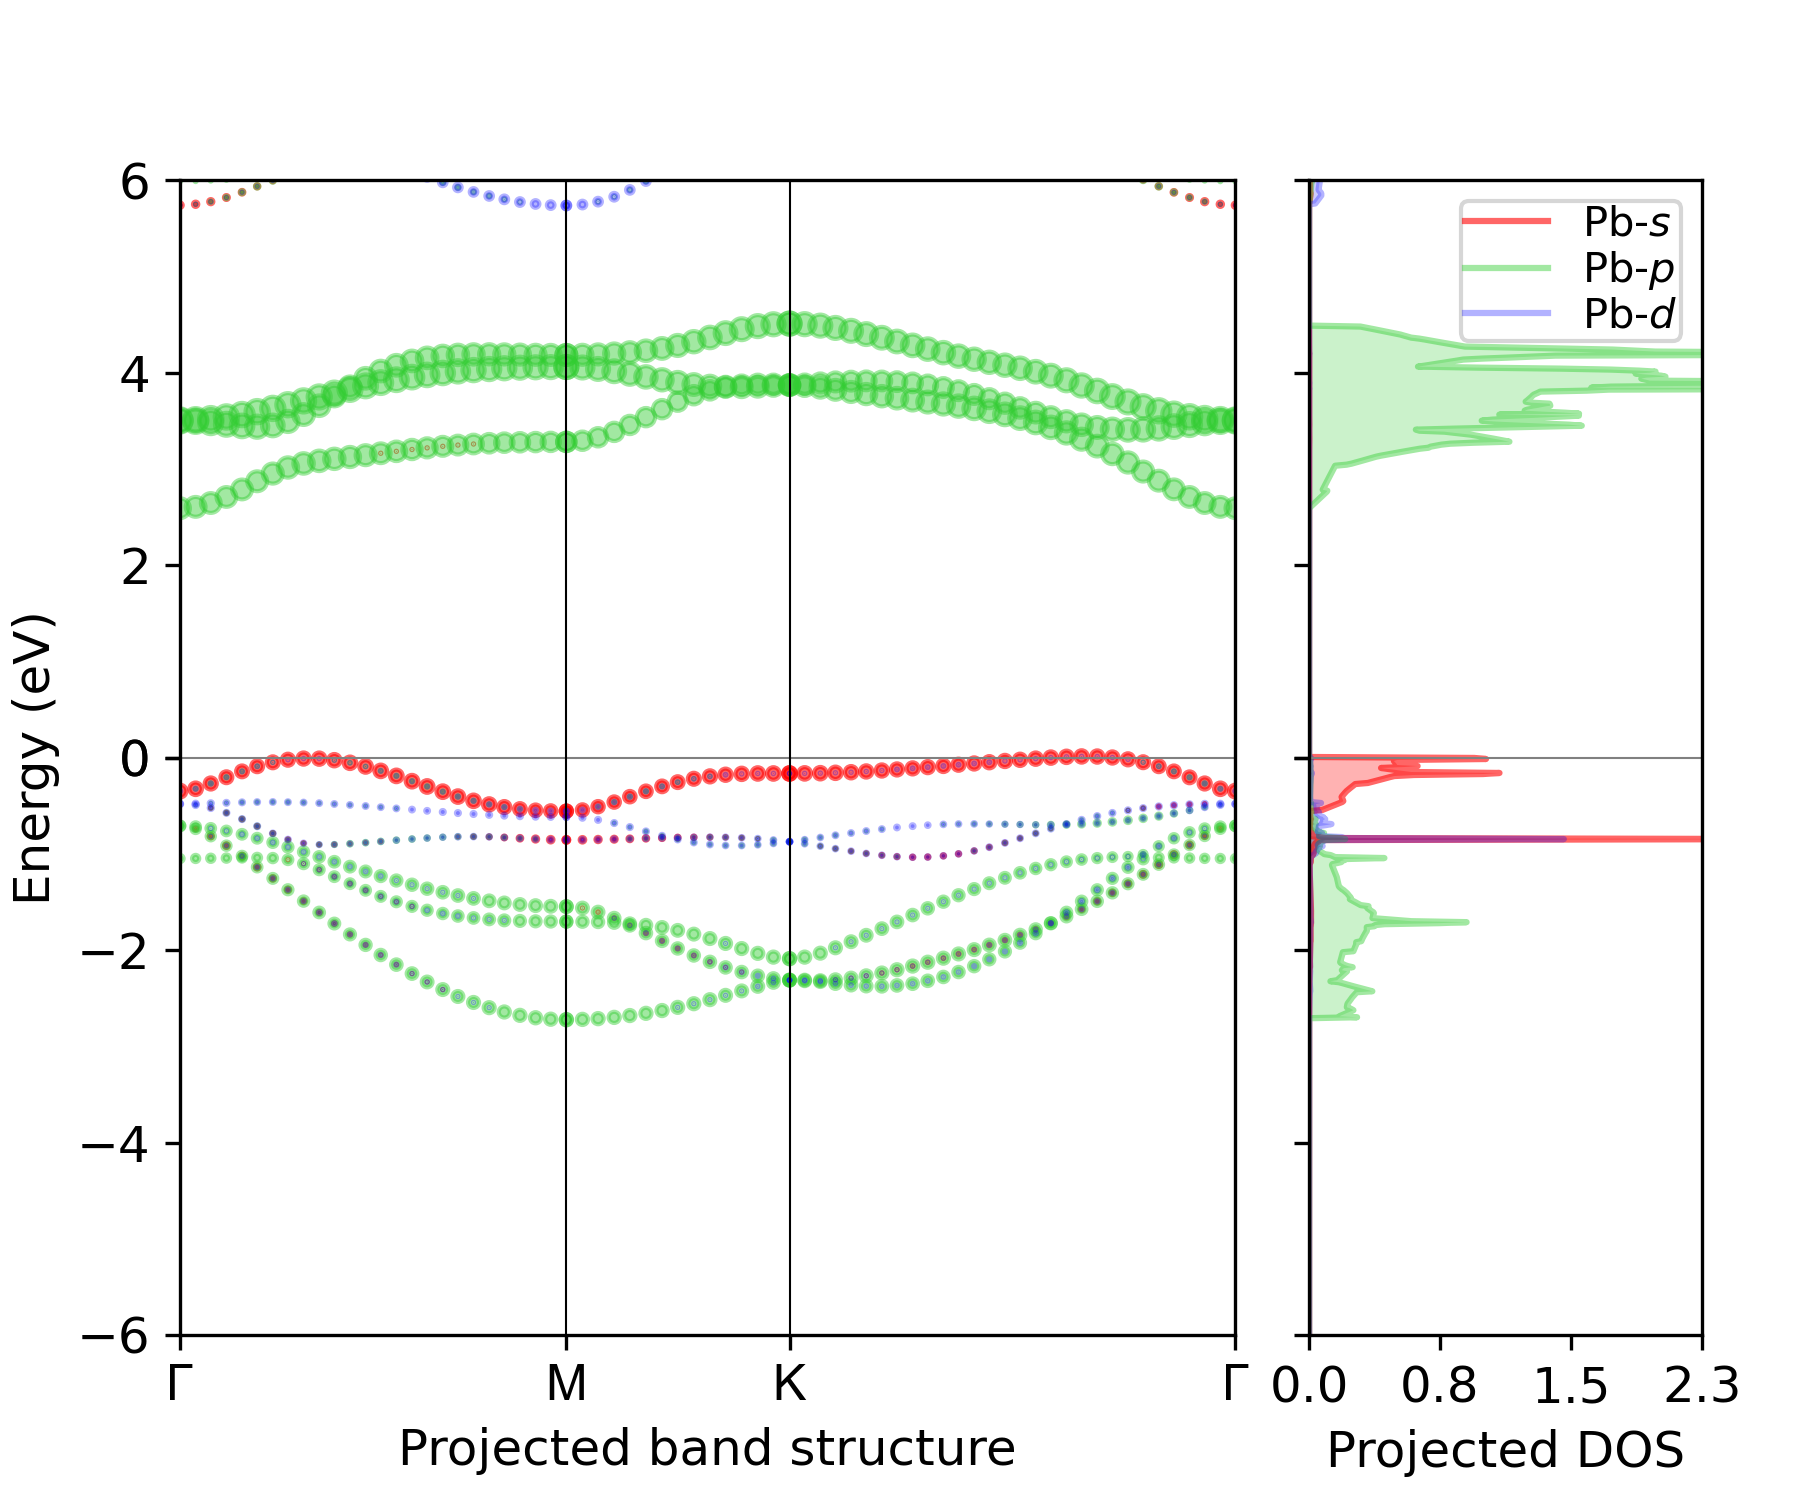 6
4
2
0
−2
−4
−6
Energy (eV)
Γ
M
K
Γ
Projected band structure
Pb-s
Pb-p
Pb-d
0.0
0.8
1.5
2.3
Projected DOS